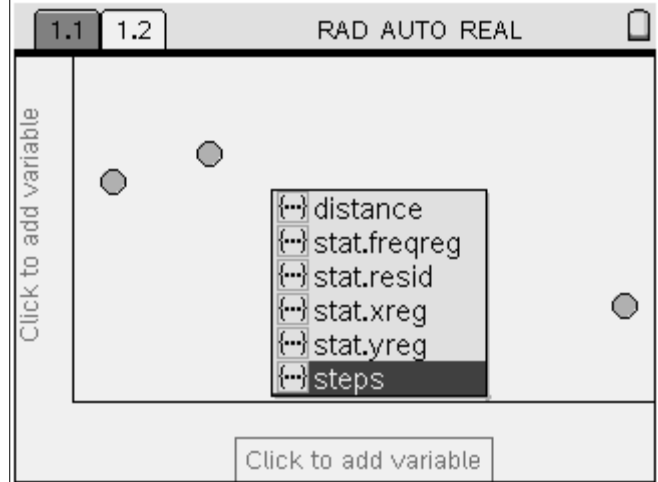 1.1 1.2 RAD AUTO REAL
Click to add variable
distance
stat.freqreg
stat.resid
stat.xreg
stat.yreg
steps
Click to add variable